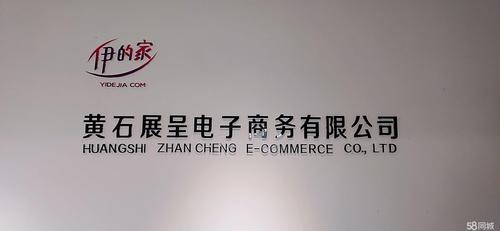 伊的家
YIDEJIA COM
黄石展呈电子商务有限公司
HUANGSHI ZHAN CHENG E-COMMERCE CO., LTD
58同城